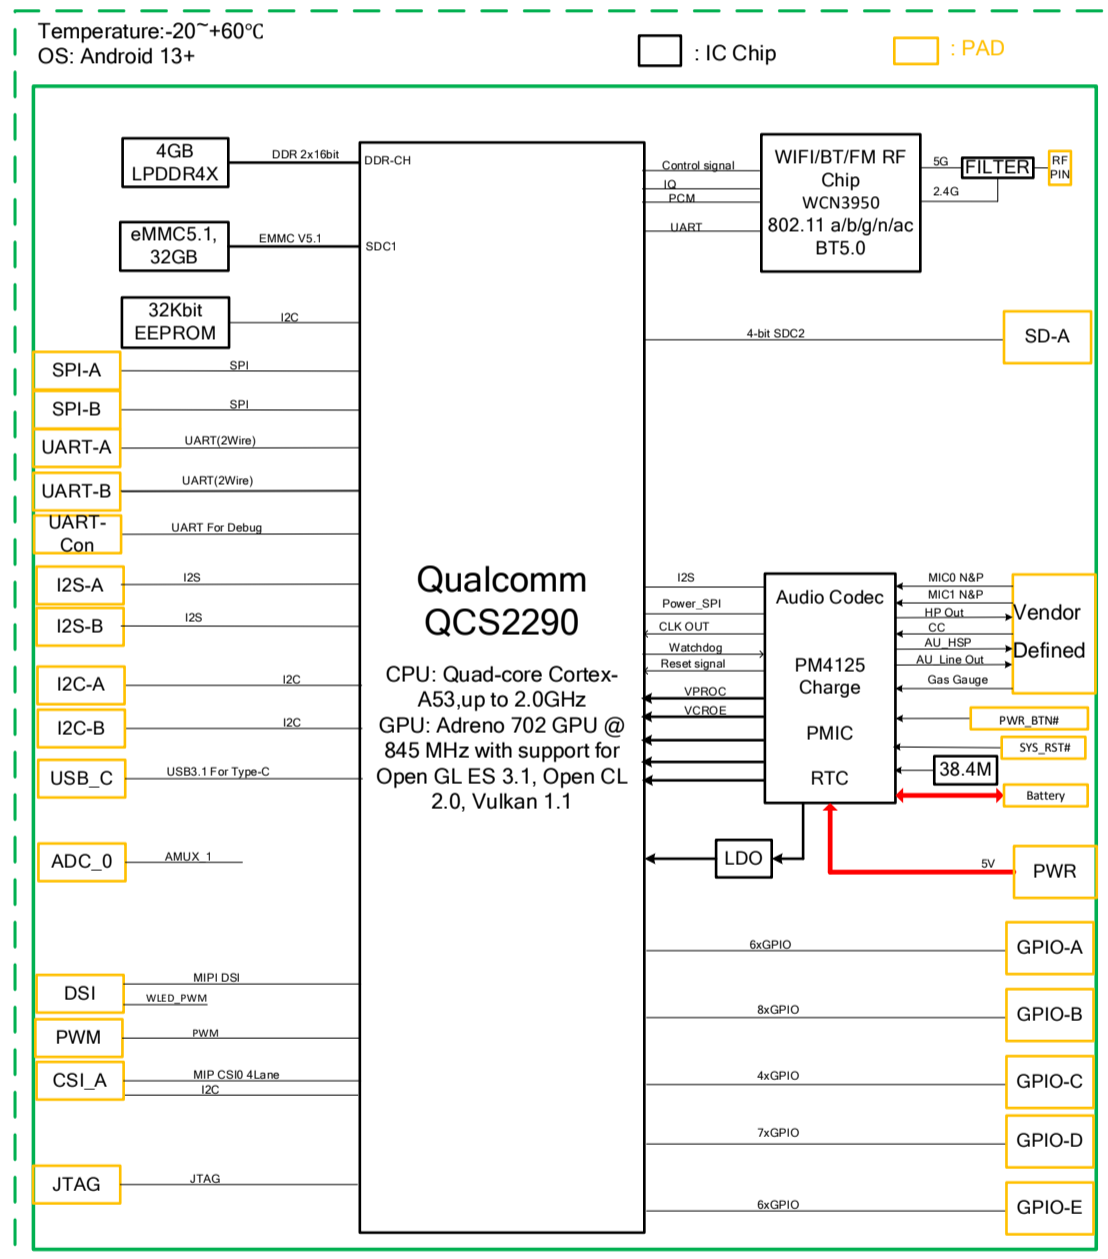 Temperature:-20~+60℃
OS: Android 13+
: IC Chip
: PAD
4GB
LPDDR4X
DDR 2x16bit
DDR-CH
eMMC5.1,
32GB
EMMC V5.1
SDC1
32Kbit
EEPROM
I2C
SPI-A
SPI
SPI-B
SPI
UART-A
UART(2Wire)
UART-B
UART(2Wire)
UART-
Con
UART For Debug
I2S-A
I2S
I2S-B
I2S
I2C-A
I2C
I2C-B
I2C
USB_C
USB3.1 For Type-C
ADC_0
AMUX_1
DSI
MIPI DSI
WLED_PWM
PWM
PWM
CSI_A
MIP CSI0 4Lane
I2C
JTAG
JTAG
Qualcomm
QCS2290
CPU: Quad-core Cortex-
A53,up to 2.0GHz
GPU: Adreno 702 GPU @
845 MHz with support for
Open GL ES 3.1, Open CL
2.0, Vulkan 1.1
Control signal
IQ
PCM
UART
WIFI/BT/FM RF
Chip
WCN3950
802.11 a/b/g/n/ac
BT5.0
5G
2.4G
FILTER
RF
PIN
4-bit SDC2
SD-A
I2S
Power_SPI
CLK OUT
Watchdog
Reset signal
VPROC
VCROE
Audio Codec
PM4125
Charge
PMIC
RTC
MIC0 N&P
MIC1 N&P
HP Out
CC
AU_HSP
AU_Line Out
Gas Gauge
Vendor
Defined
PWR_BTN#
SYS_RST#
38.4M
Battery
LDO
5V
PWR
6xGPIO
GPIO-A
8xGPIO
GPIO-B
4xGPIO
GPIO-C
7xGPIO
GPIO-D
6xGPIO
GPIO-E